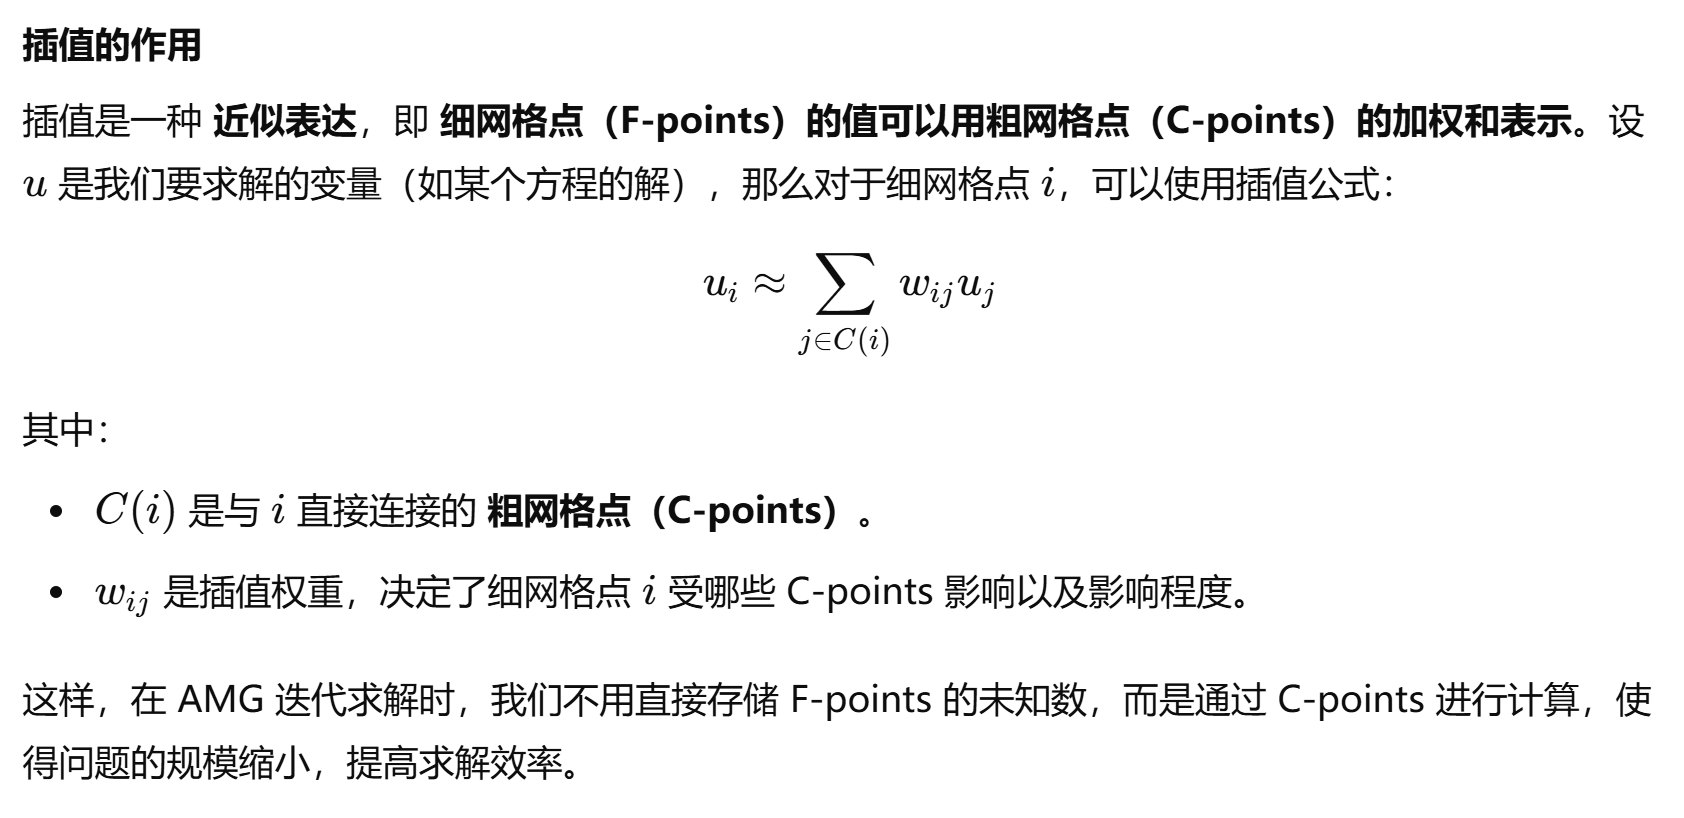 插值的作用
插值是一种 近似表达，即 细网格点（F-points）的值可以用粗网格点（C-points）的加权和表示。设
u 是我们要求解的变量（如某个方程的解），那么对于细网格点 i，可以使用插值公式：
u_i ≈ ∑_{j∈C(i)} w_{ij}u_j
其中：
• C(i) 是与 i 直接连接的 粗网格点（C-points）。
• w_{ij} 是插值权重，决定了细网格点 i 受哪些 C-points 影响以及影响程度。
这样，在 AMG 迭代求解时，我们不用直接存储 F-points 的未知数，而是通过 C-points 进行计算，使
得问题的规模缩小，提高求解效率。